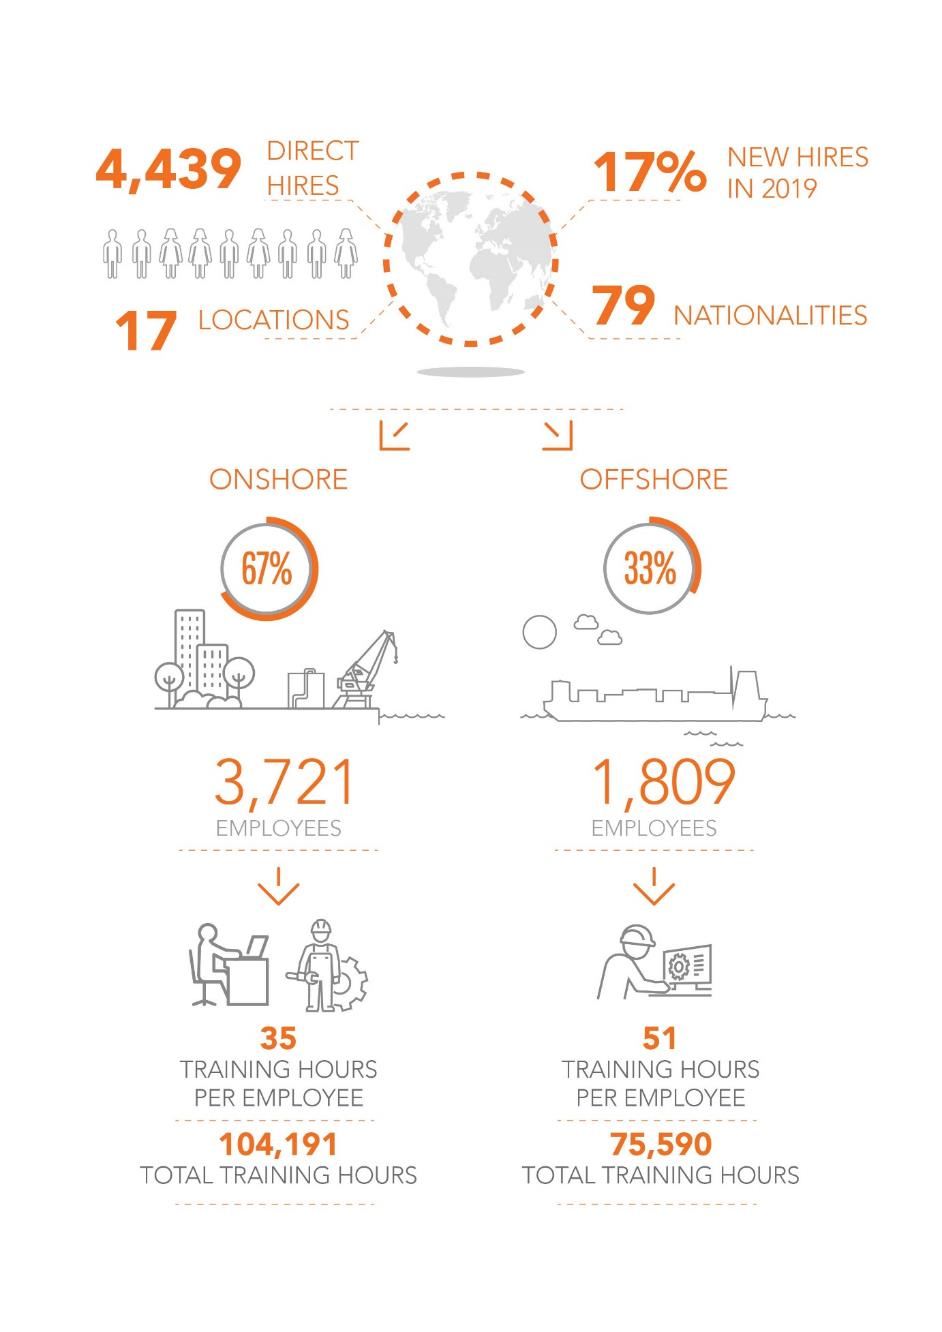 4,439
DIRECT
HIRES
17%
NEW HIRES
IN 2019
17
LOCATIONS
79
NATIONALITIES
ONSHORE
67%
3,721
EMPLOYEES
35
TRAINING HOURS
PER EMPLOYEE
104,191
TOTAL TRAINING HOURS
OFFSHORE
33%
1,809
EMPLOYEES
51
TRAINING HOURS
PER EMPLOYEE
75,590
TOTAL TRAINING HOURS